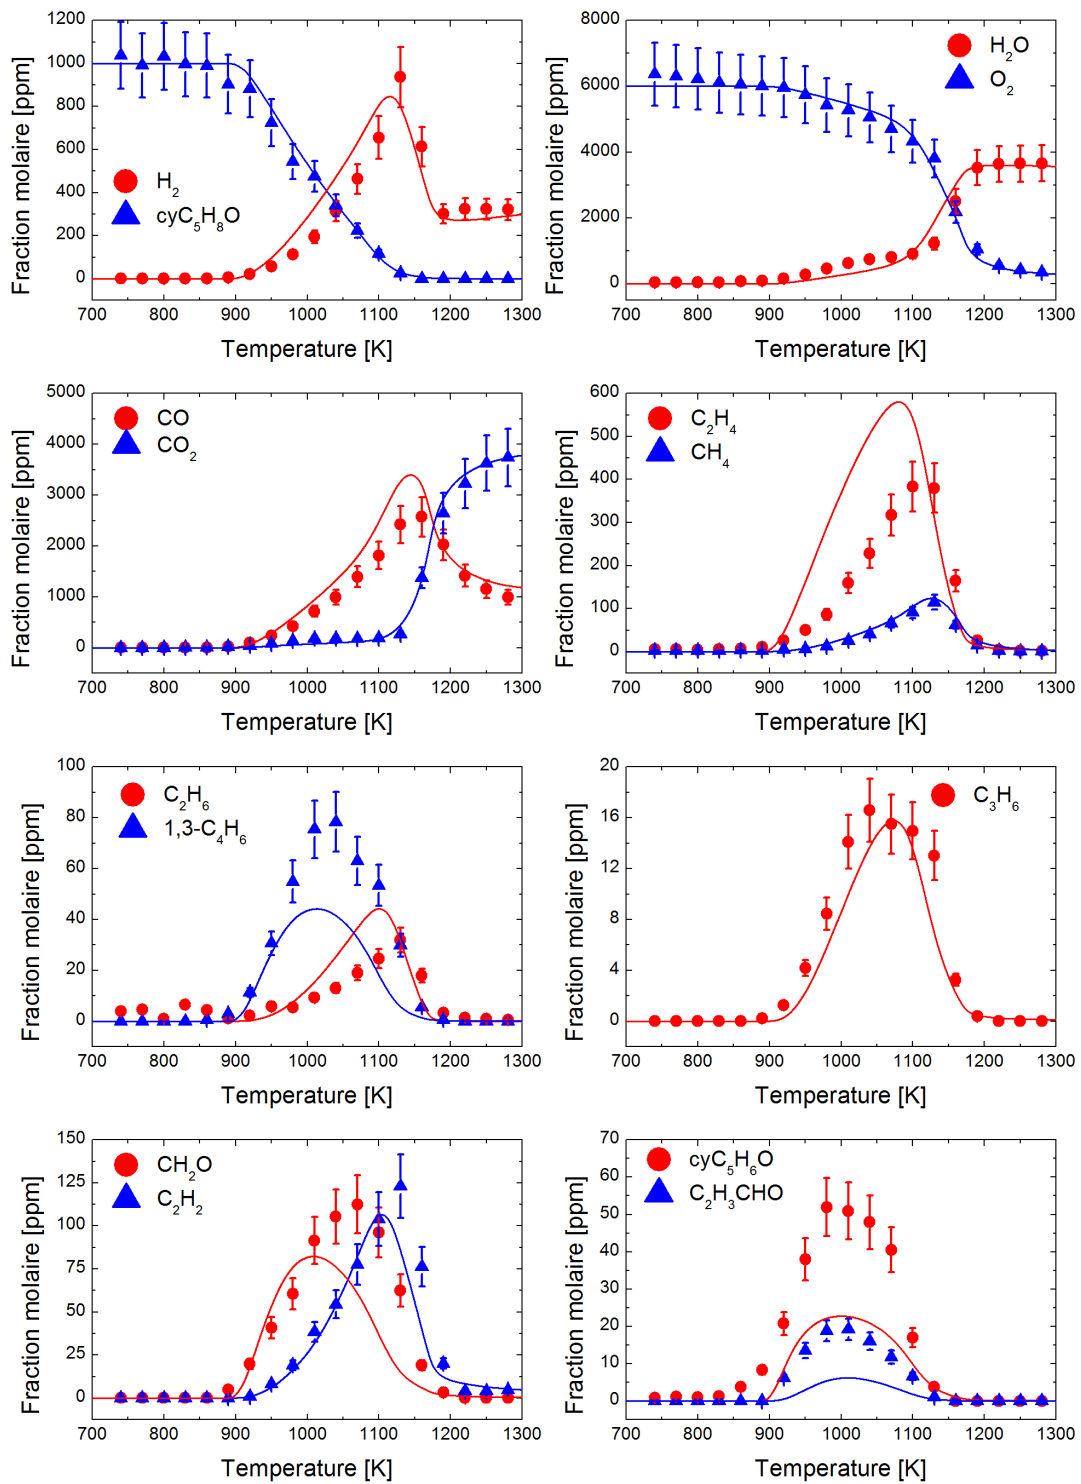 Fraction molaire [ppm]
1200
1000
800
600
400
200
0
H₂
cyC₅H₈O
700 800 900 1000 1100 1200 1300
Temperature [K]
Fraction molaire [ppm]
8000
6000
4000
2000
0
H₂O
O₂
700 800 900 1000 1100 1200 1300
Temperature [K]
Fraction molaire [ppm]
5000
4000
3000
2000
1000
0
CO
CO₂
700 800 900 1000 1100 1200 1300
Temperature [K]
Fraction molaire [ppm]
600
500
400
300
200
100
0
C₂H₄
CH₄
700 800 900 1000 1100 1200 1300
Temperature [K]
Fraction molaire [ppm]
100
80
60
40
20
0
C₂H₆
1,3-C₄H₆
700 800 900 1000 1100 1200 1300
Temperature [K]
Fraction molaire [ppm]
20
16
12
8
4
0
C₃H₆
700 800 900 1000 1100 1200 1300
Temperature [K]
Fraction molaire [ppm]
150
125
100
75
50
25
0
CH₂O
C₂H₂
700 800 900 1000 1100 1200 1300
Temperature [K]
Fraction molaire [ppm]
70
60
50
40
30
20
10
0
cyC₅H₆O
C₂H₃CHO
700 800 900 1000 1100 1200 1300
Temperature [K]